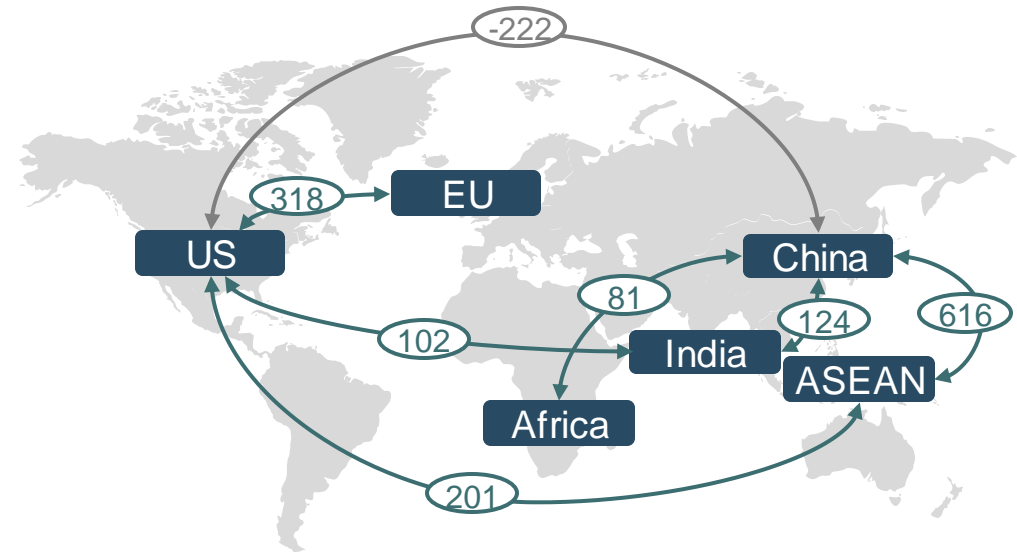 -222
318
EU
US
China
81
616
124
102
India
ASEAN
Africa
201